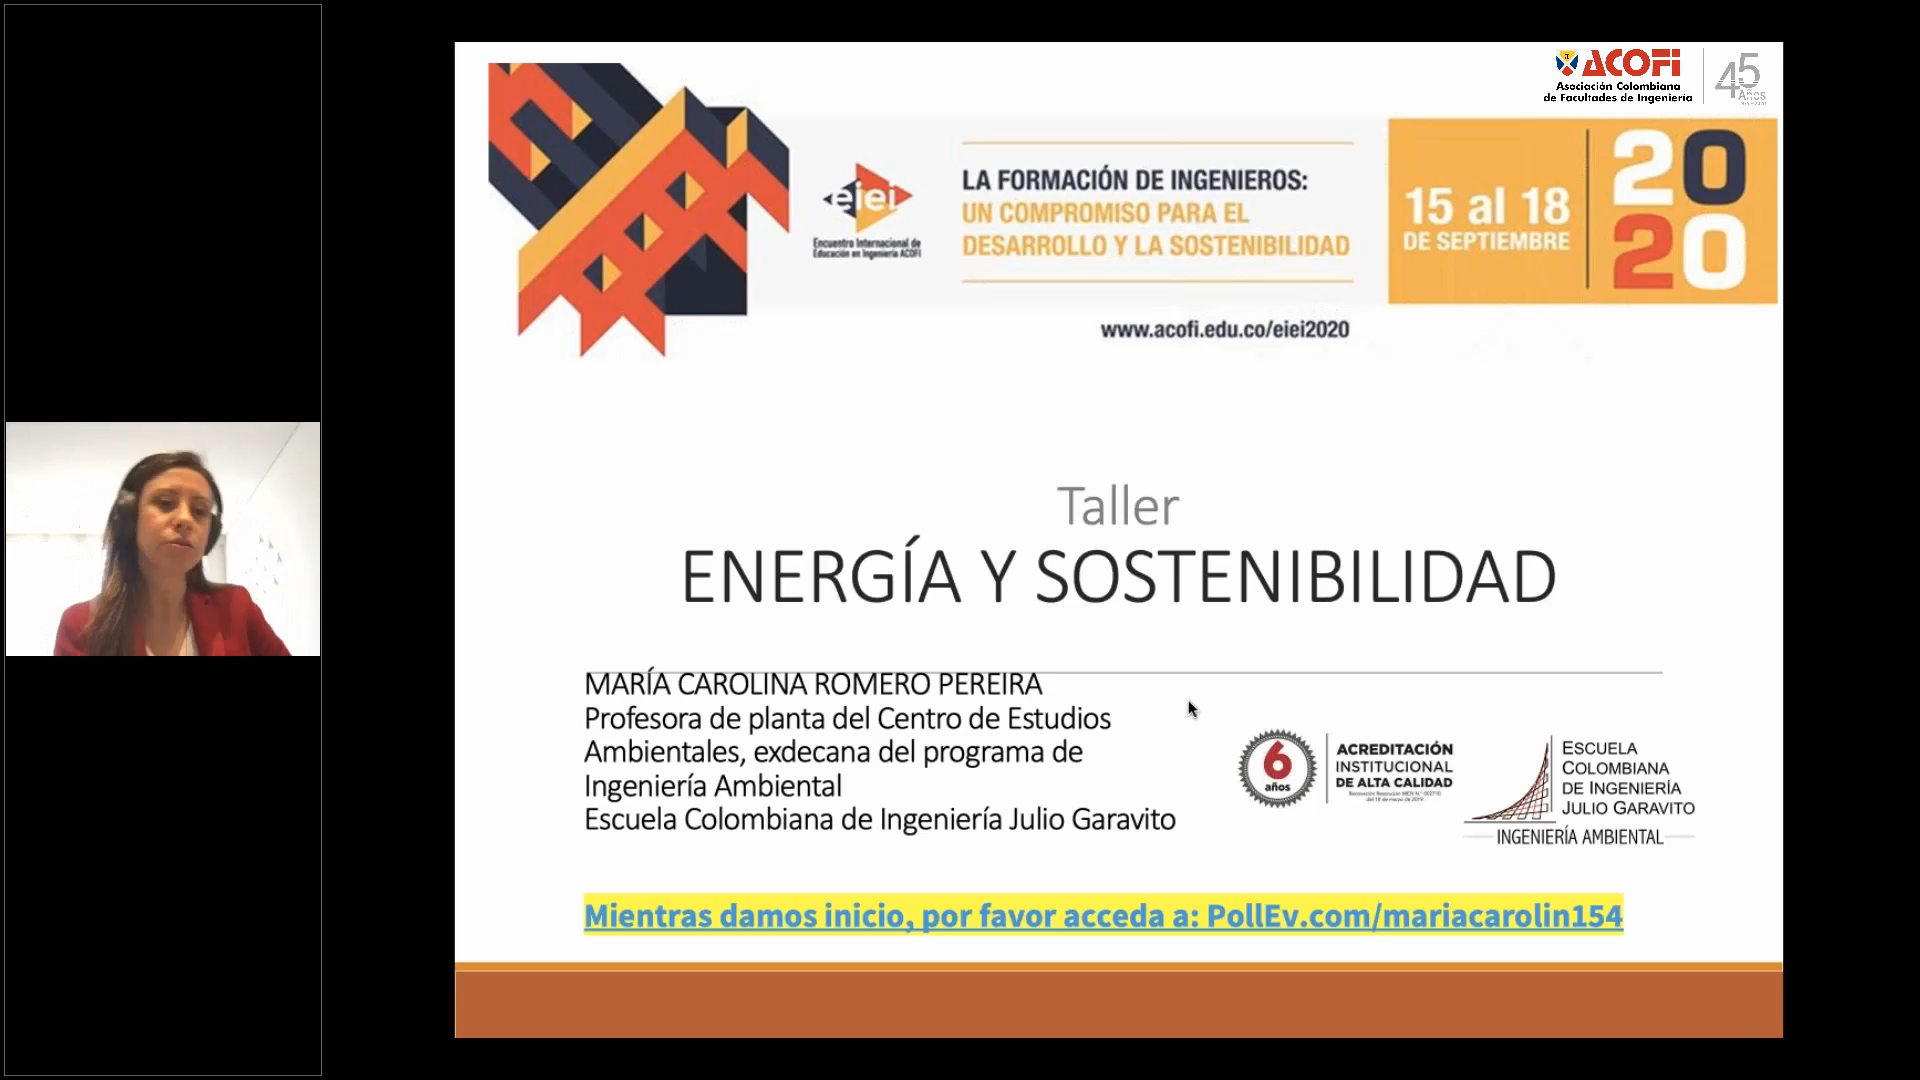 ACOFI
Asociación Colombiana
de Facultades de Ingeniería
45
Años
eiei
Encuentro Internacional de
Educación en Ingeniería ACOFI
LA FORMACIÓN DE INGENIEROS:
UN COMPROMISO PARA EL
DESARROLLO Y LA SOSTENIBILIDAD
15 al 18
DE SEPTIEMBRE
20
20
www.acofi.edu.co/eiei2020
Taller
ENERGÍA Y SOSTENIBILIDAD
MARÍA CAROLINA ROMERO PEREIRA
Profesora de planta del Centro de Estudios
Ambientales, exdecana del programa de
Ingeniería Ambiental
Escuela Colombiana de Ingeniería Julio Garavito
6
años
ACREDITACIÓN
INSTITUCIONAL
DE ALTA CALIDAD
ESCUELA
COLOMBIANA
DE INGENIERÍA
JULIO GARAVITO
INGENIERÍA AMBIENTAL
Mientras damos inicio, por favor acceda a: PollEv.com/mariacarolin154